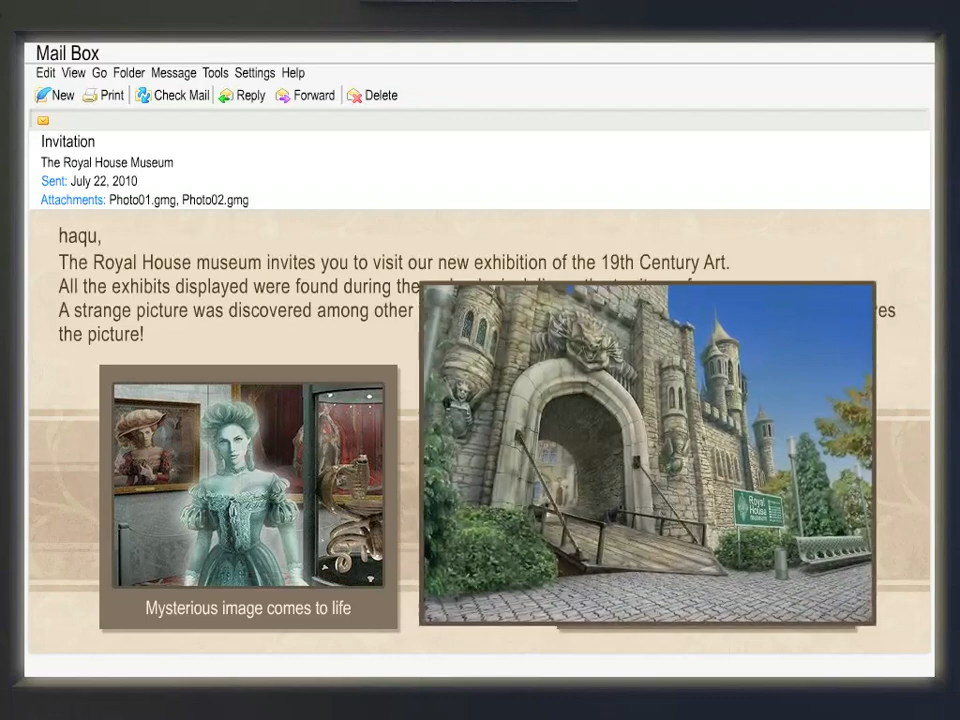 Mail Box
Edit View Go Folder Message Tools Settings Help
New Print Check Mail Reply Forward Delete
Invitation
The Royal House Museum
Sent: July 22, 2010
Attachments: Photo01.gmg, Photo02.gmg
haqu,
The Royal House museum invites you to visit our new exhibition of the 19th Century Art.
All the exhibits displayed were found during the
A strange picture was discovered among other
the picture!
Royal
House
museum
Mysterious image comes to life